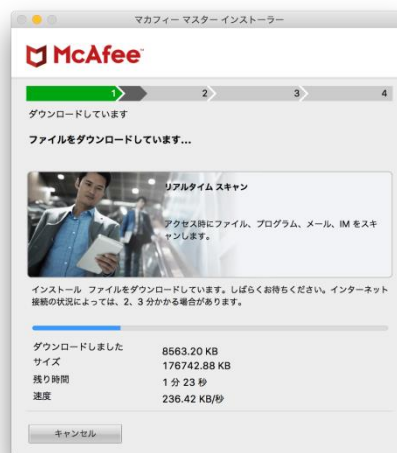 マカフィー マスター インストーラー
McAfee™
1 2 3 4
ダウンロードしています
ファイルをダウンロードしています...
リアルタイム スキャン
アクセス時にファイル、プログラム、メール、IM をスキ
ャンします。
インストール ファイルをダウンロードしています。しばらくお待ちください。インターネット
接続の状況によっては、2、3 分かかる場合があります。
ダウンロードしました 8563.20 KB
サイズ 176742.88 KB
残り時間 1 分 23 秒
速度 236.42 KB/秒
キャンセル